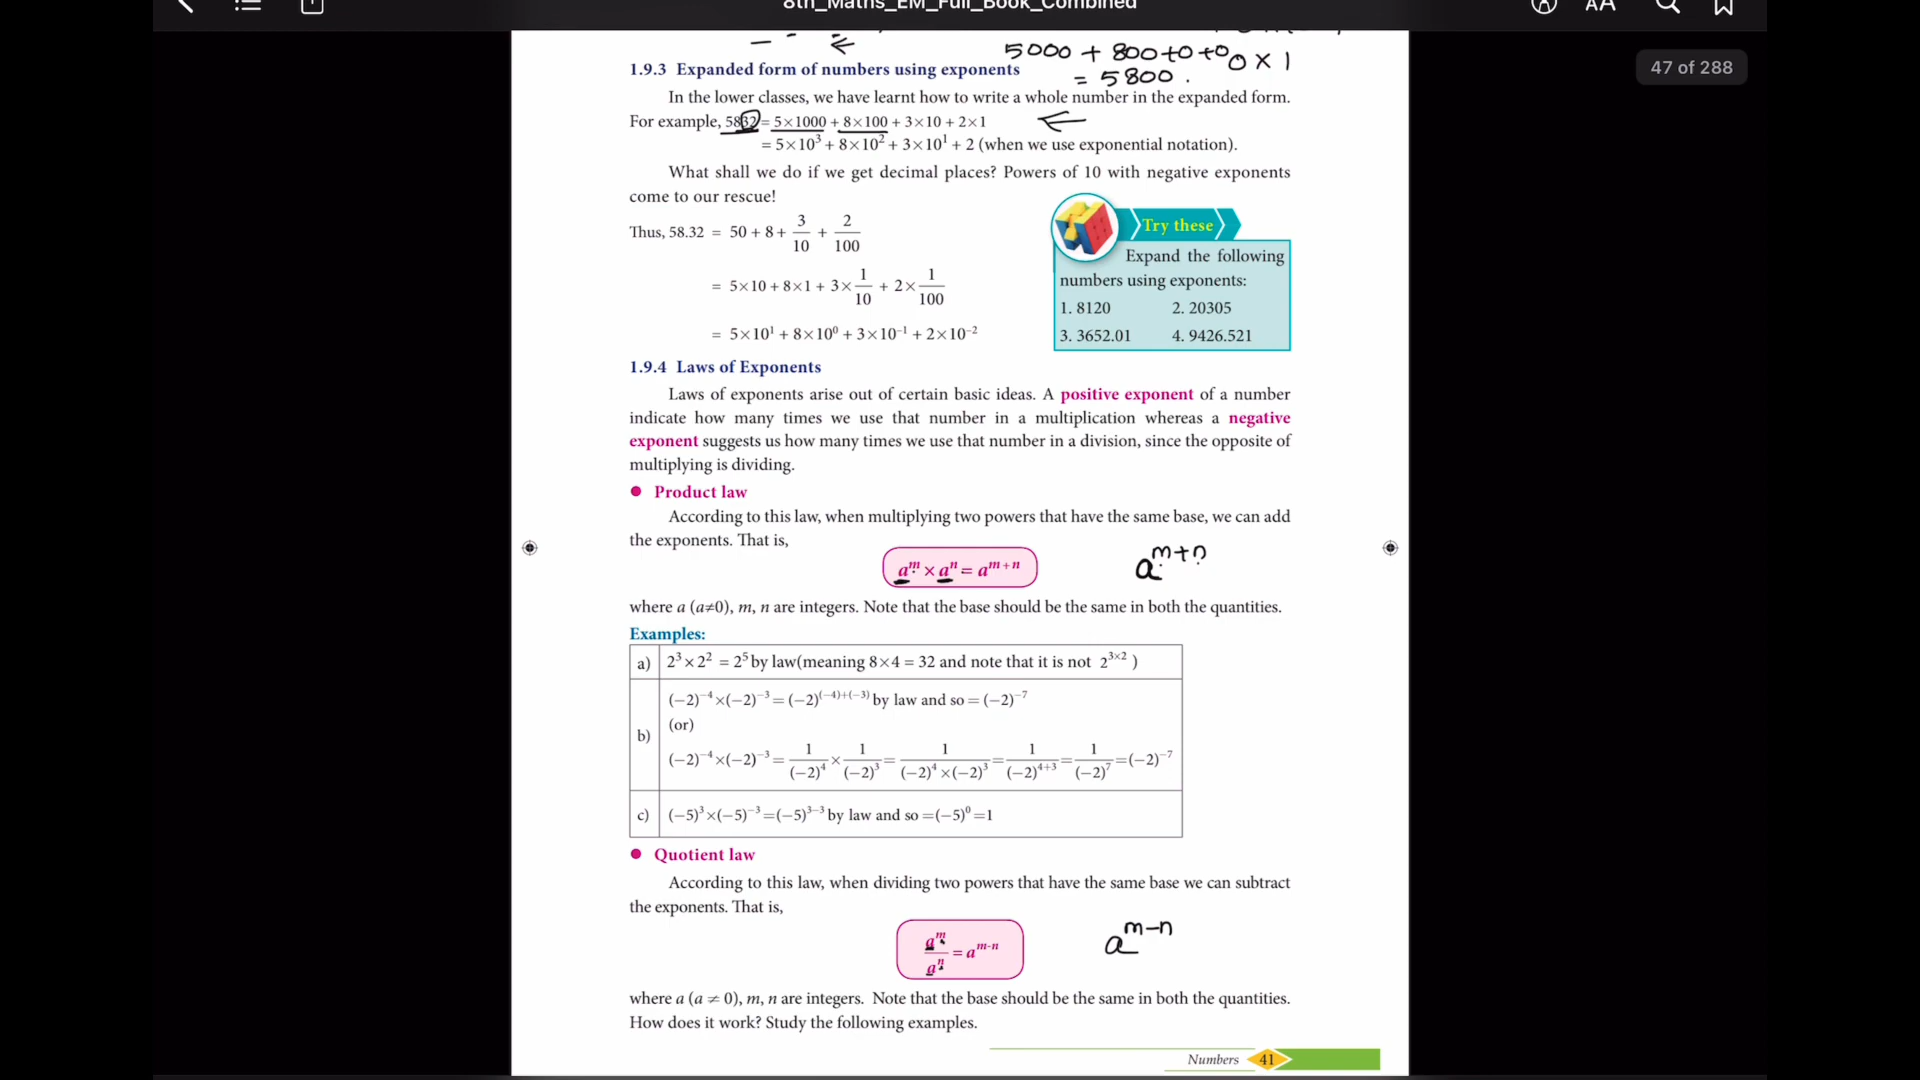 8th_Maths_EM_Full_Book_Combined
AA
47 of 288
5000 + 800+0+0 0 × 1
= 5800.
1.9.3 Expanded form of numbers using exponents
In the lower classes, we have learnt how to write a whole number in the expanded form.
For example, 5832 = 5×1000 + 8×100 + 3×10 + 2×1
= 5×10³ + 8×10² + 3×10¹ + 2 (when we use exponential notation).
What shall we do if we get decimal places? Powers of 10 with negative exponents
come to our rescue!
Thus, 58.32 = 50 + 8 + 3/10 + 2/100
= 5×10 + 8×1 + 3×1/10 + 2×1/100
= 5×10¹ + 8×10⁰ + 3×10⁻¹ + 2×10⁻²
Try these
Expand the following
numbers using exponents:
1. 8120 2. 20305
3. 3652.01 4. 9426.521
1.9.4 Laws of Exponents
Laws of exponents arise out of certain basic ideas. A positive exponent of a number
indicate how many times we use that number in a multiplication whereas a negative
exponent suggests us how many times we use that number in a division, since the opposite of
multiplying is dividing.
● Product law
According to this law, when multiplying two powers that have the same base, we can add
the exponents. That is,
aᵐ × aⁿ = aᵐ⁺ⁿ
aᵐ⁺ⁿ
where a (a≠0), m, n are integers. Note that the base should be the same in both the quantities.
Examples:
a) 2³ × 2² = 2⁵ by law(meaning 8×4 = 32 and note that it is not 2³ˣ² )
b) (−2)⁻⁴×(−2)⁻³ = (−2)⁽⁻⁴⁾⁺⁽⁻³⁾ by law and so = (−2)⁻⁷
(or)
(−2)⁻⁴×(−2)⁻³ = 1/(−2)⁴ × 1/(−2)³ = 1/(−2)⁴×(−2)³ = 1/(−2)⁴⁺³ = 1/(−2)⁷ = (−2)⁻⁷
c) (−5)³×(−5)⁻³ = (−5)³⁻³ by law and so = (−5)⁰ = 1
● Quotient law
According to this law, when dividing two powers that have the same base we can subtract
the exponents. That is,
aᵐ/aⁿ = aᵐ⁻ⁿ
aᵐ⁻ⁿ
where a (a ≠ 0), m, n are integers. Note that the base should be the same in both the quantities.
How does it work? Study the following examples.
Numbers 41